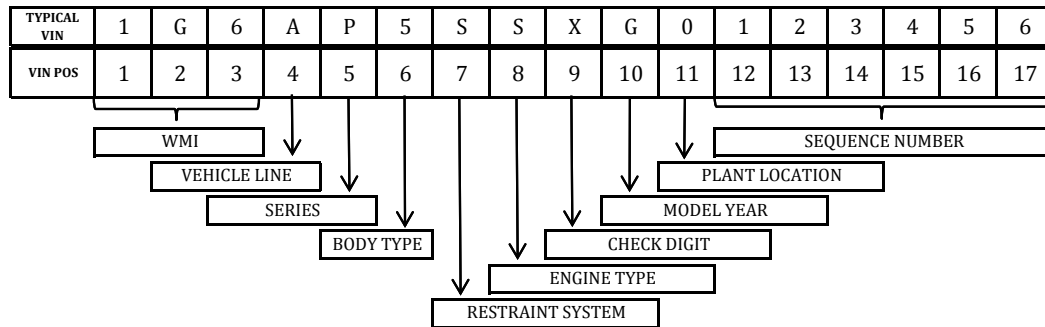 TYPICAL VIN 1 G 6 A P 5 S S X G 0 1 2 3 4 5 6
VIN POS 1 2 3 4 5 6 7 8 9 10 11 12 13 14 15 16 17
WMI SEQUENCE NUMBER
VEHICLE LINE PLANT LOCATION
SERIES MODEL YEAR
BODY TYPE CHECK DIGIT
ENGINE TYPE
RESTRAINT SYSTEM